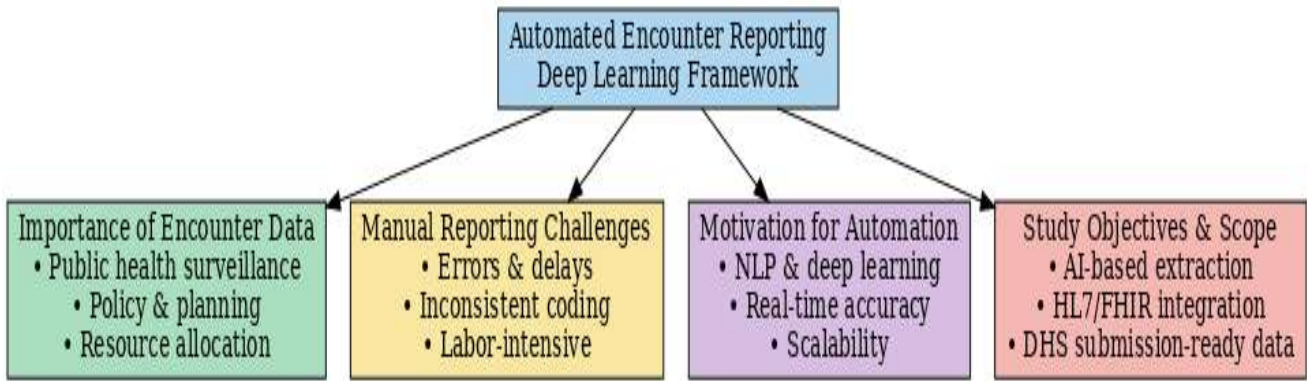 Automated Encounter Reporting
Deep Learning Framework
Importance of Encounter Data
• Public health surveillance
• Policy & planning
• Resource allocation
Manual Reporting Challenges
• Errors & delays
• Inconsistent coding
• Labor-intensive
Motivation for Automation
• NLP & deep learning
• Real-time accuracy
• Scalability
Study Objectives & Scope
• AI-based extraction
• HL7/FHIR integration
• DHS submission-ready data